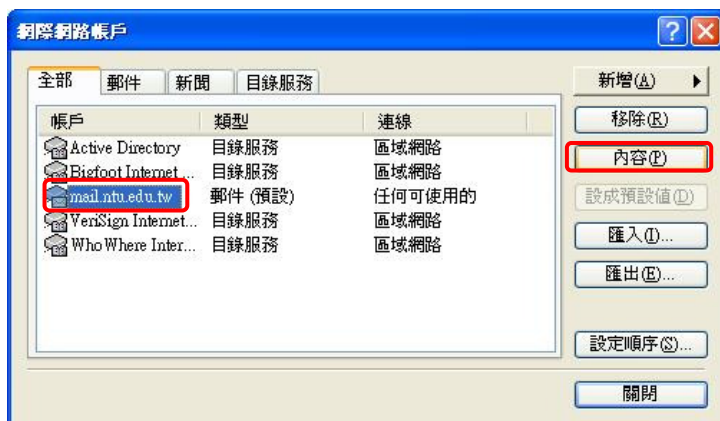 網際網路帳戶
全部 郵件 新聞 目錄服務
帳戶 類型 連線
Active Directory 目錄服務 區域網路
Bigfoot Internet ... 目錄服務 區域網路
mail.ntu.edu.tw 郵件 (預設) 任何可使用的
VeriSign Internet... 目錄服務 區域網路
Who Where Inter... 目錄服務 區域網路
新增(A)
移除(R)
內容(P)
設成預設值(D)
匯入(I)...
匯出(E)...
設定順序(S)...
關閉